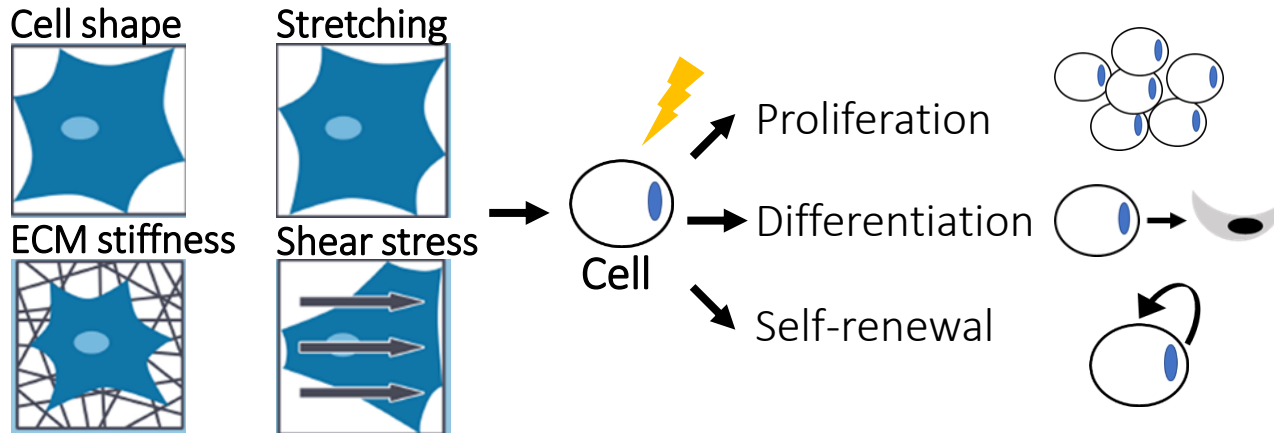 Cell shape
Stretching
ECM stiffness
Shear stress
Cell
Proliferation
Differentiation
Self-renewal